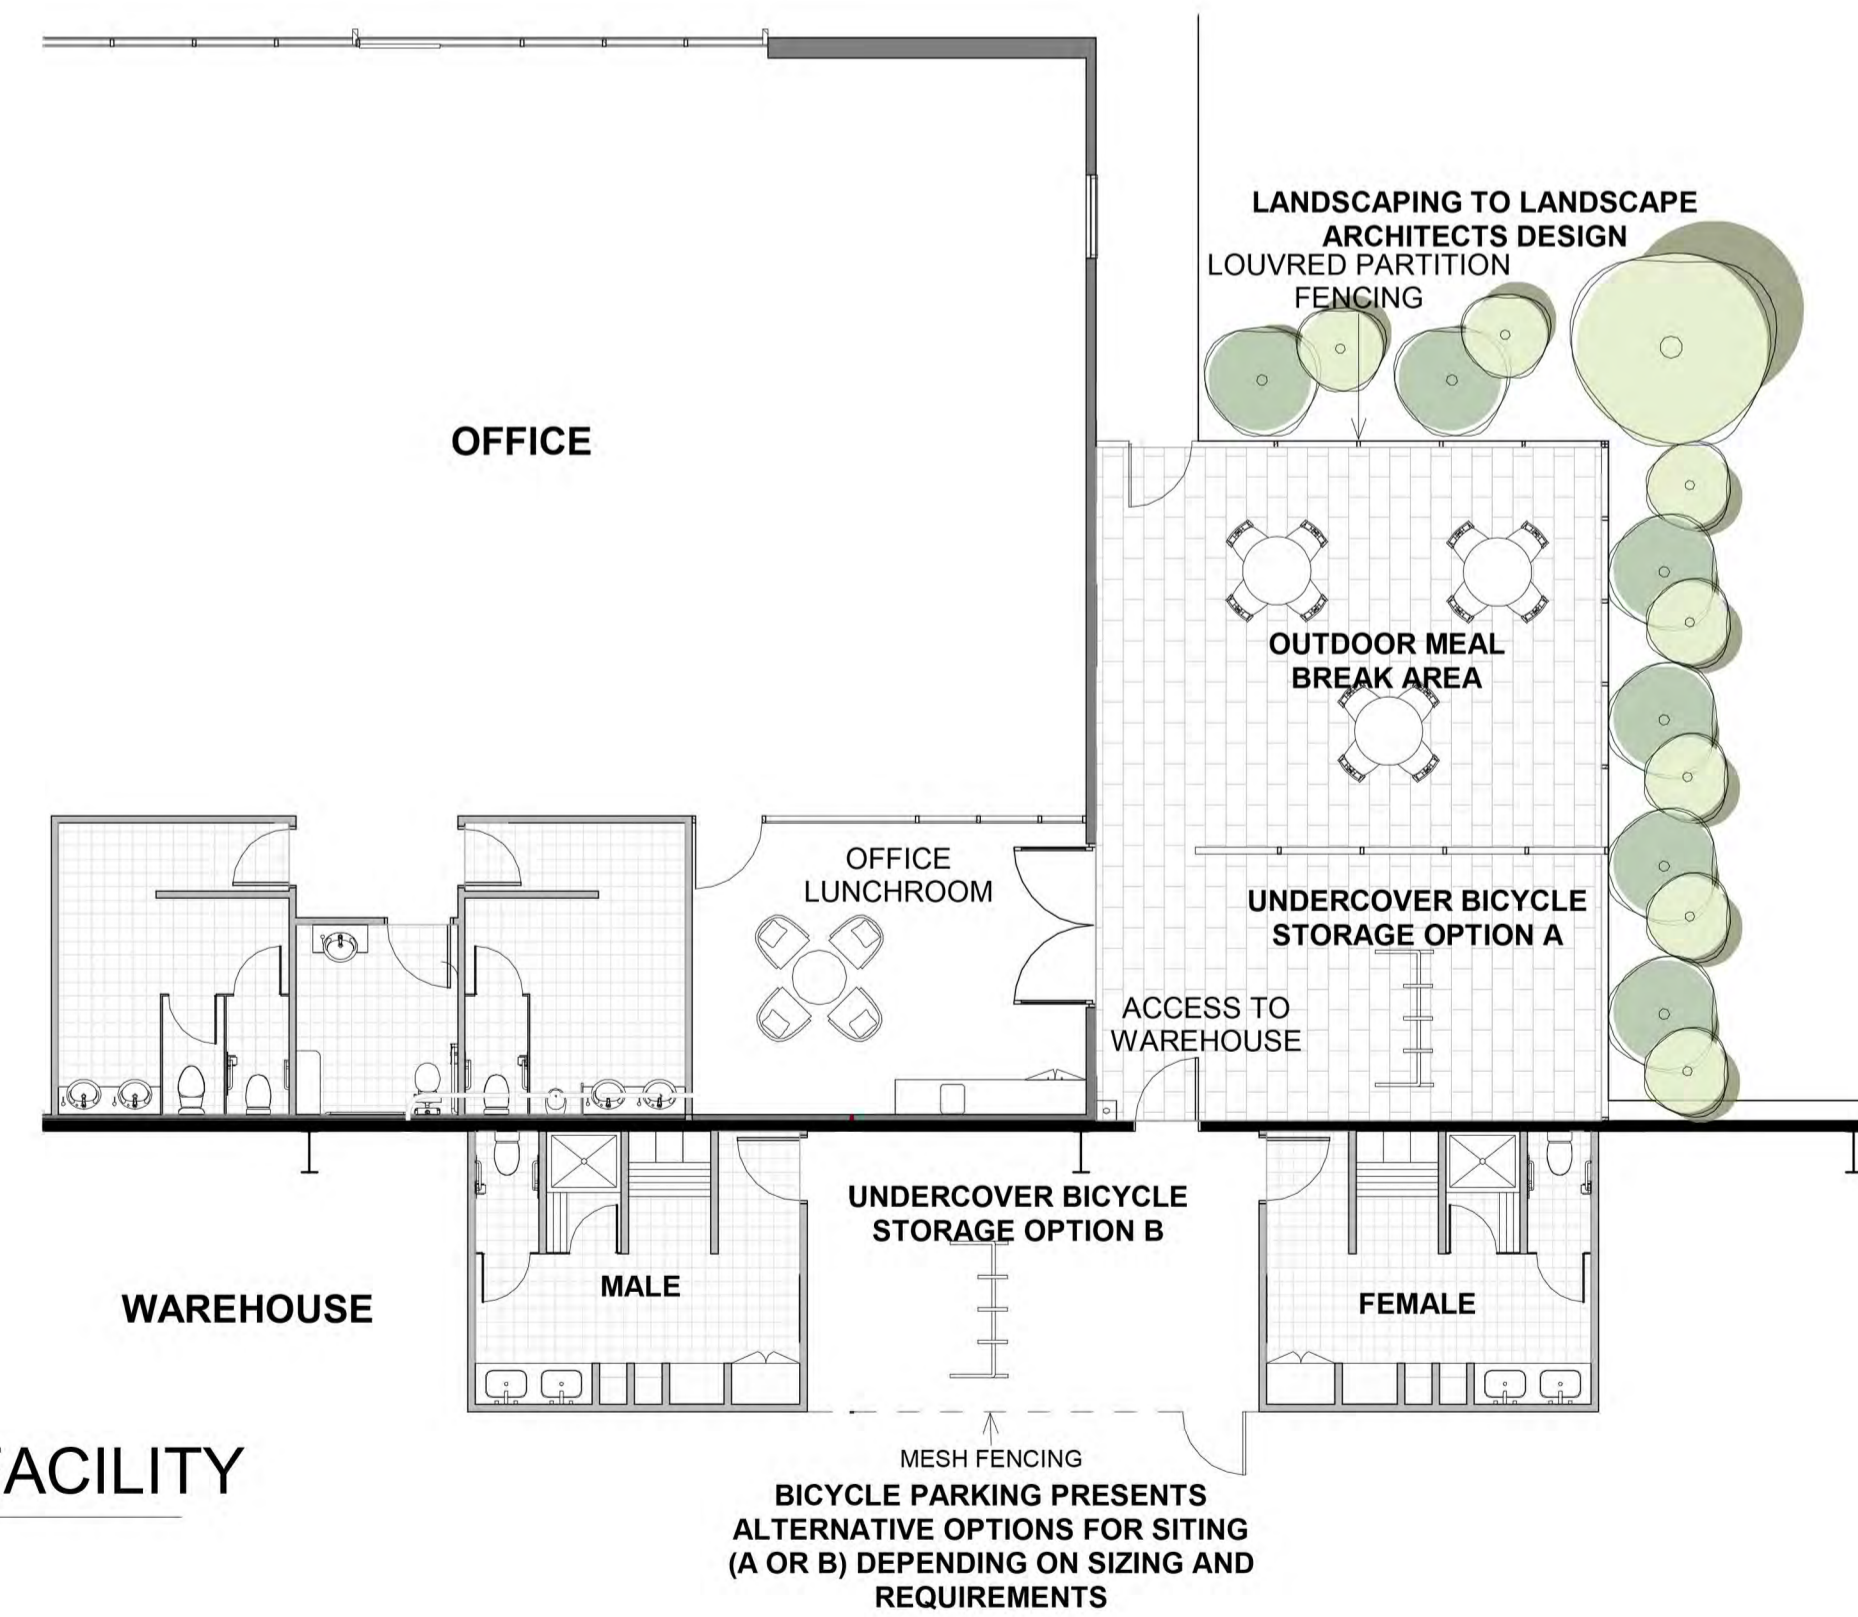 LANDSCAPING TO LANDSCAPE
ARCHITECTS DESIGN
LOUVRED PARTITION
FENCING
OFFICE
OUTDOOR MEAL
BREAK AREA
OFFICE
LUNCHROOM
UNDERCOVER BICYCLE
STORAGE OPTION A
ACCESS TO
WAREHOUSE
UNDERCOVER BICYCLE
STORAGE OPTION B
MALE
FEMALE
WAREHOUSE
MESH FENCING
FACILITY
BICYCLE PARKING PRESENTS
ALTERNATIVE OPTIONS FOR SITING
(A OR B) DEPENDING ON SIZING AND
REQUIREMENTS